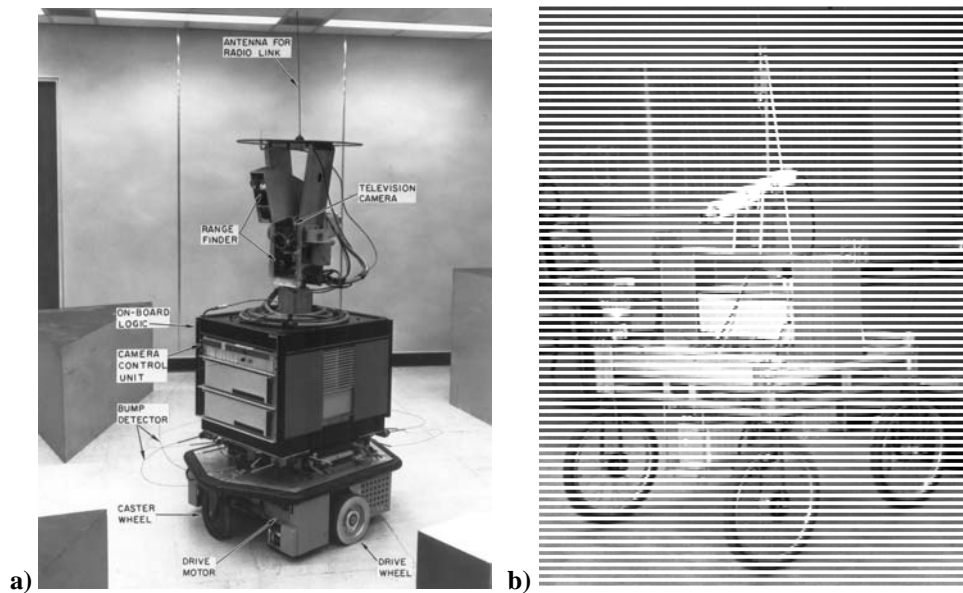 ANTENNA FOR
RADIO LINK
TELEVISION
CAMERA
RANGE
FINDER
ON-BOARD
LOGIC
CAMERA
CONTROL
UNIT
BUMP
DETECTOR
CASTER
WHEEL
DRIVE
MOTOR
DRIVE
WHEEL
a)
b)